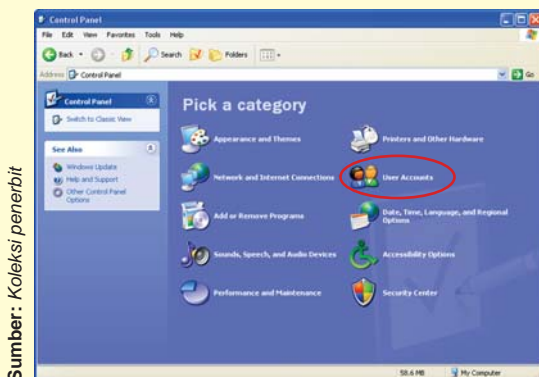 Control Panel
File Edit View Favorites Tools Help
Back Search Folders
Address Control Panel Go
Control Panel
Switch to Classic View
See Also
Windows Update
Help and Support
Other Control Panel
Options
Pick a category
Appearance and Themes
Printers and Other Hardware
Network and Internet Connections
User Accounts
Add or Remove Programs
Date, Time, Language, and Regional
Options
Sounds, Speech, and Audio Devices
Accessibility Options
Performance and Maintenance
Security Center
58.6 MB My Computer
Sumber: Koleksi penerbit